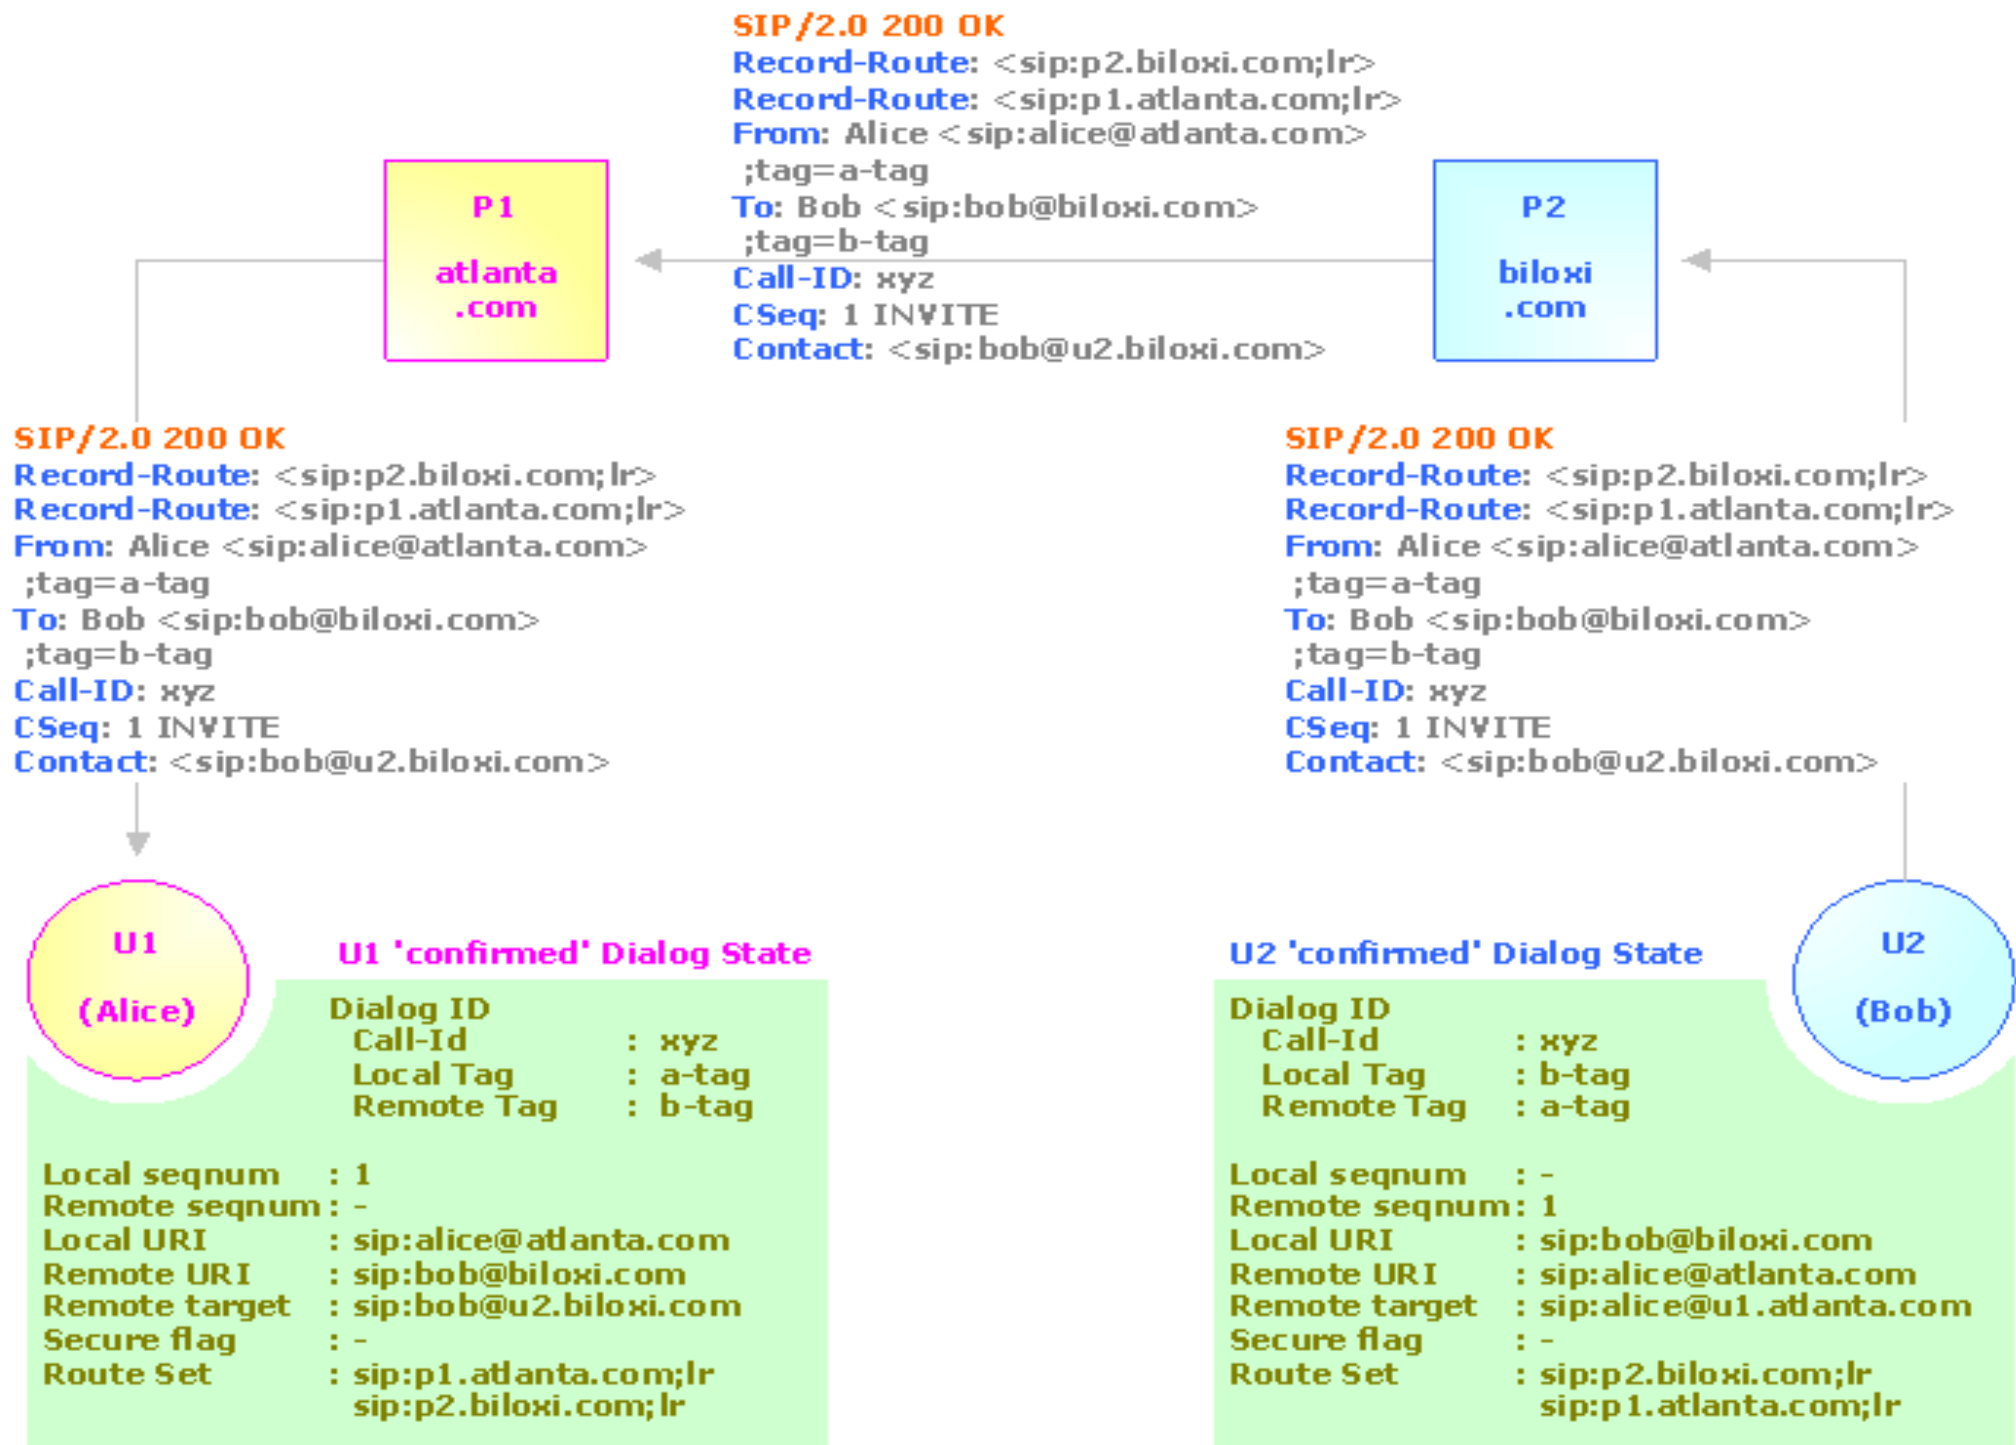 SIP/2.0 200 OK
Record-Route: <sip:p2.biloxi.com;lr>
Record-Route: <sip:p1.atlanta.com;lr>
From: Alice <sip:alice@atlanta.com>
;tag=a-tag
To: Bob <sip:bob@biloxi.com>
;tag=b-tag
Call-ID: xyz
CSeq: 1 INVITE
Contact: <sip:bob@u2.biloxi.com>
P1
atlanta
.com
P2
biloxi
.com
SIP/2.0 200 OK
Record-Route: <sip:p2.biloxi.com;lr>
Record-Route: <sip:p1.atlanta.com;lr>
From: Alice <sip:alice@atlanta.com>
;tag=a-tag
To: Bob <sip:bob@biloxi.com>
;tag=b-tag
Call-ID: xyz
CSeq: 1 INVITE
Contact: <sip:bob@u2.biloxi.com>
SIP/2.0 200 OK
Record-Route: <sip:p2.biloxi.com;lr>
Record-Route: <sip:p1.atlanta.com;lr>
From: Alice <sip:alice@atlanta.com>
;tag=a-tag
To: Bob <sip:bob@biloxi.com>
;tag=b-tag
Call-ID: xyz
CSeq: 1 INVITE
Contact: <sip:bob@u2.biloxi.com>
U1
(Alice)
U1 'confirmed' Dialog State
Dialog ID
Call-Id : xyz
Local Tag : a-tag
Remote Tag : b-tag
Local seqnum : 1
Remote seqnum : -
Local URI : sip:alice@atlanta.com
Remote URI : sip:bob@biloxi.com
Remote target : sip:bob@u2.biloxi.com
Secure flag : -
Route Set : sip:p1.atlanta.com;lr
sip:p2.biloxi.com;lr
U2 'confirmed' Dialog State
U2
(Bob)
Dialog ID
Call-Id : xyz
Local Tag : b-tag
Remote Tag : a-tag
Local seqnum : -
Remote seqnum : 1
Local URI : sip:bob@biloxi.com
Remote URI : sip:alice@atlanta.com
Remote target : sip:alice@u1.atlanta.com
Secure flag : -
Route Set : sip:p2.biloxi.com;lr
sip:p1.atlanta.com;lr